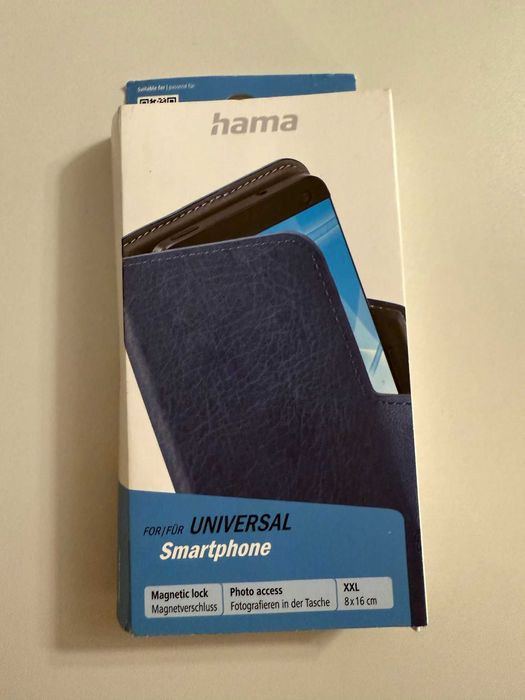 Suitable for | passend für
hama
FOR/FÜR UNIVERSAL
Smartphone
Magnetic lock
Magnetverschluss
Photo access
Fotografieren in der Tasche
XXL
8 x 16 cm